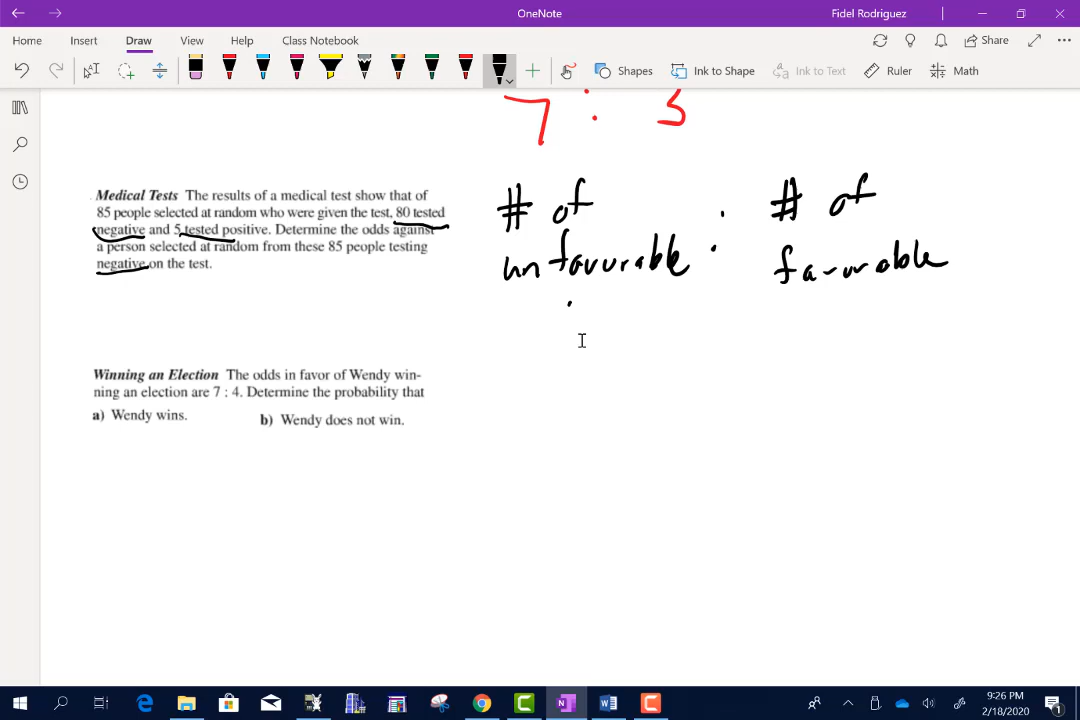 OneNote
Fidel Rodriguez
Home
Insert
Draw
View
Help
Class Notebook
Share
Shapes
Ink to Shape
Ink to Text
Ruler
Math
7 : 3
Medical Tests The results of a medical test show that of
85 people selected at random who were given the test, 80 tested
negative and 5 tested positive. Determine the odds against
a person selected at random from these 85 people testing
negative on the test.
# of : # of
unfavurable favorable
Winning an Election The odds in favor of Wendy win-
ning an election are 7 : 4. Determine the probability that
a) Wendy wins. b) Wendy does not win.
9:26 PM
2/18/2020